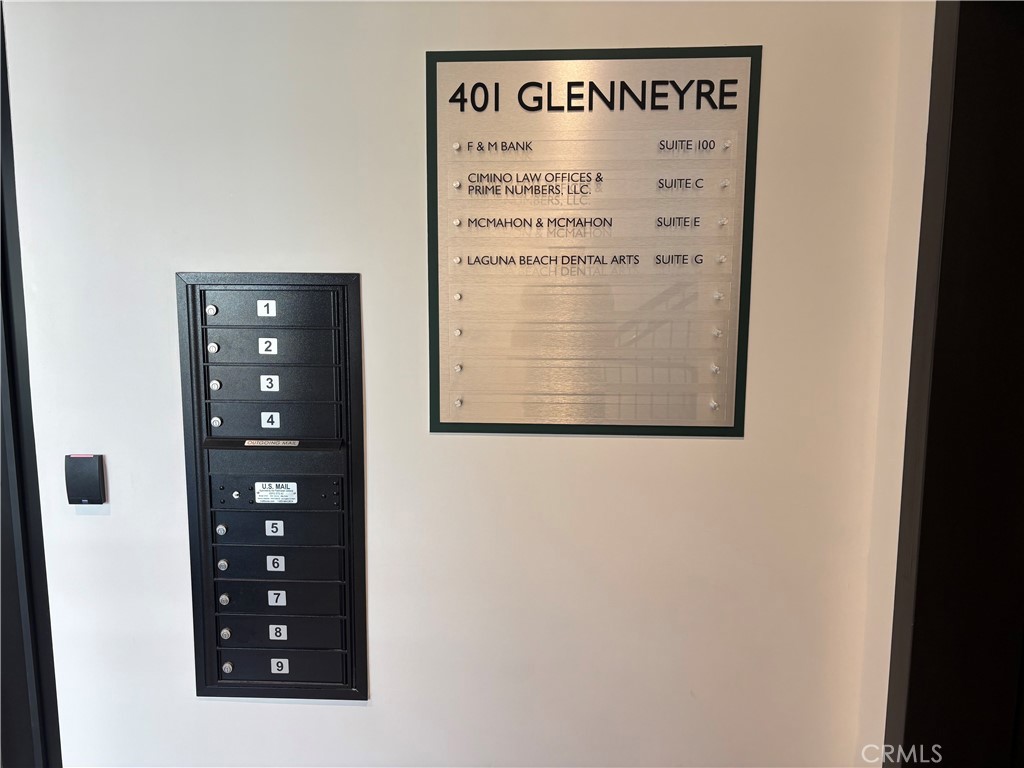 401 GLENNEYRE
F & M BANK SUITE 100
CIMINO LAW OFFICES &
PRIME NUMBERS, LLC. SUITE C
MCMAHON & MCMAHON SUITE E
LAGUNA BEACH DENTAL ARTS SUITE G
1
2
3
4
OUTGOING MAIL
U.S. MAIL
5
6
7
8
9
CRMLS